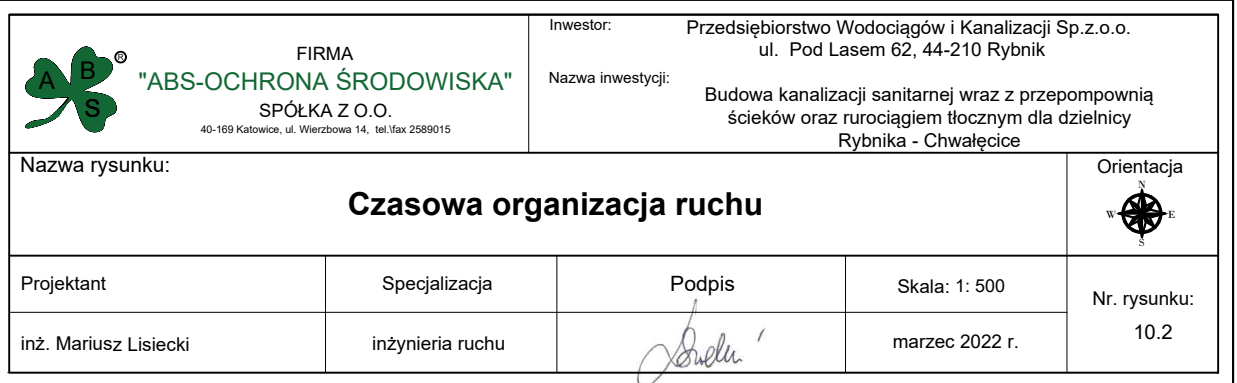 A B S ®
FIRMA
"ABS-OCHRONA ŚRODOWISKA"
SPÓŁKA Z O.O.
40-169 Katowice, ul. Wierzbowa 14, tel.\fax 2589015
Inwestor:
Przedsiębiorstwo Wodociągów i Kanalizacji Sp.z.o.o.
ul. Pod Lasem 62, 44-210 Rybnik
Nazwa inwestycji:
Budowa kanalizacji sanitarnej wraz z przepompownią
ścieków oraz rurociągiem tłocznym dla dzielnicy
Rybnika - Chwałęcice
Nazwa rysunku:
Czasowa organizacja ruchu
Orientacja
N
W E
S
Projektant
Specjalizacja
Podpis
Skala: 1: 500
Nr. rysunku:
10.2
inż. Mariusz Lisiecki
inżynieria ruchu
marzec 2022 r.